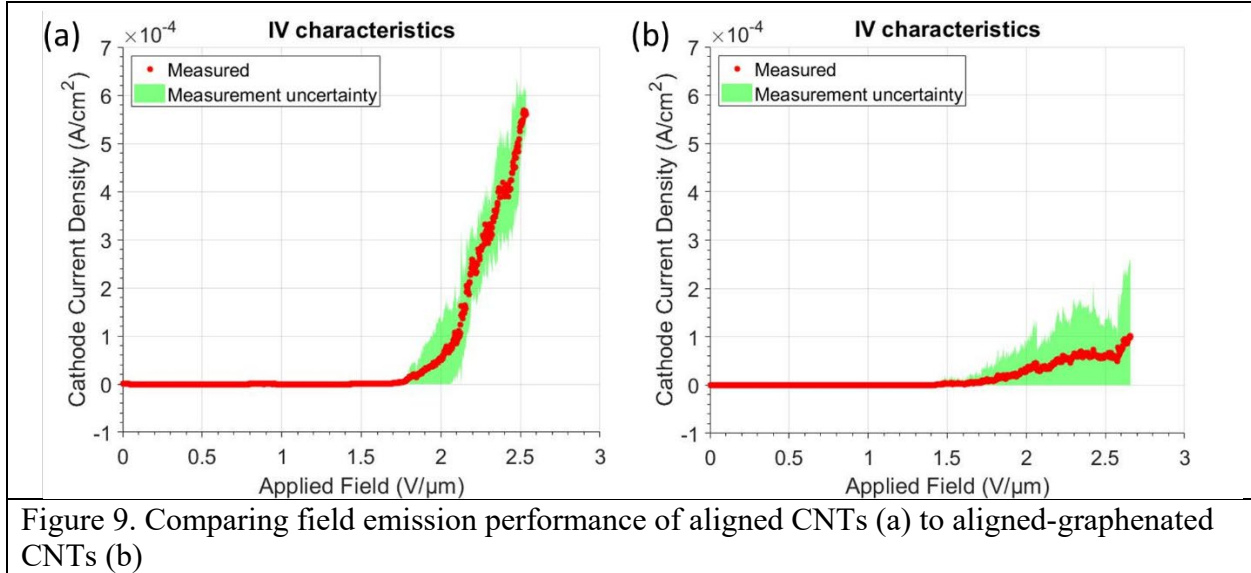 (a)
×10⁻⁴
IV characteristics
7
6
5
4
3
2
1
0
-1
Cathode Current Density (A/cm²)
Measured
Measurement uncertainty
0 0.5 1 1.5 2 2.5 3
Applied Field (V/μm)
(b)
×10⁻⁴
IV characteristics
7
6
5
4
3
2
1
0
-1
Cathode Current Density (A/cm²)
Measured
Measurement uncertainty
0 0.5 1 1.5 2 2.5 3
Applied Field (V/μm)
Figure 9. Comparing field emission performance of aligned CNTs (a) to aligned-graphenated
CNTs (b)